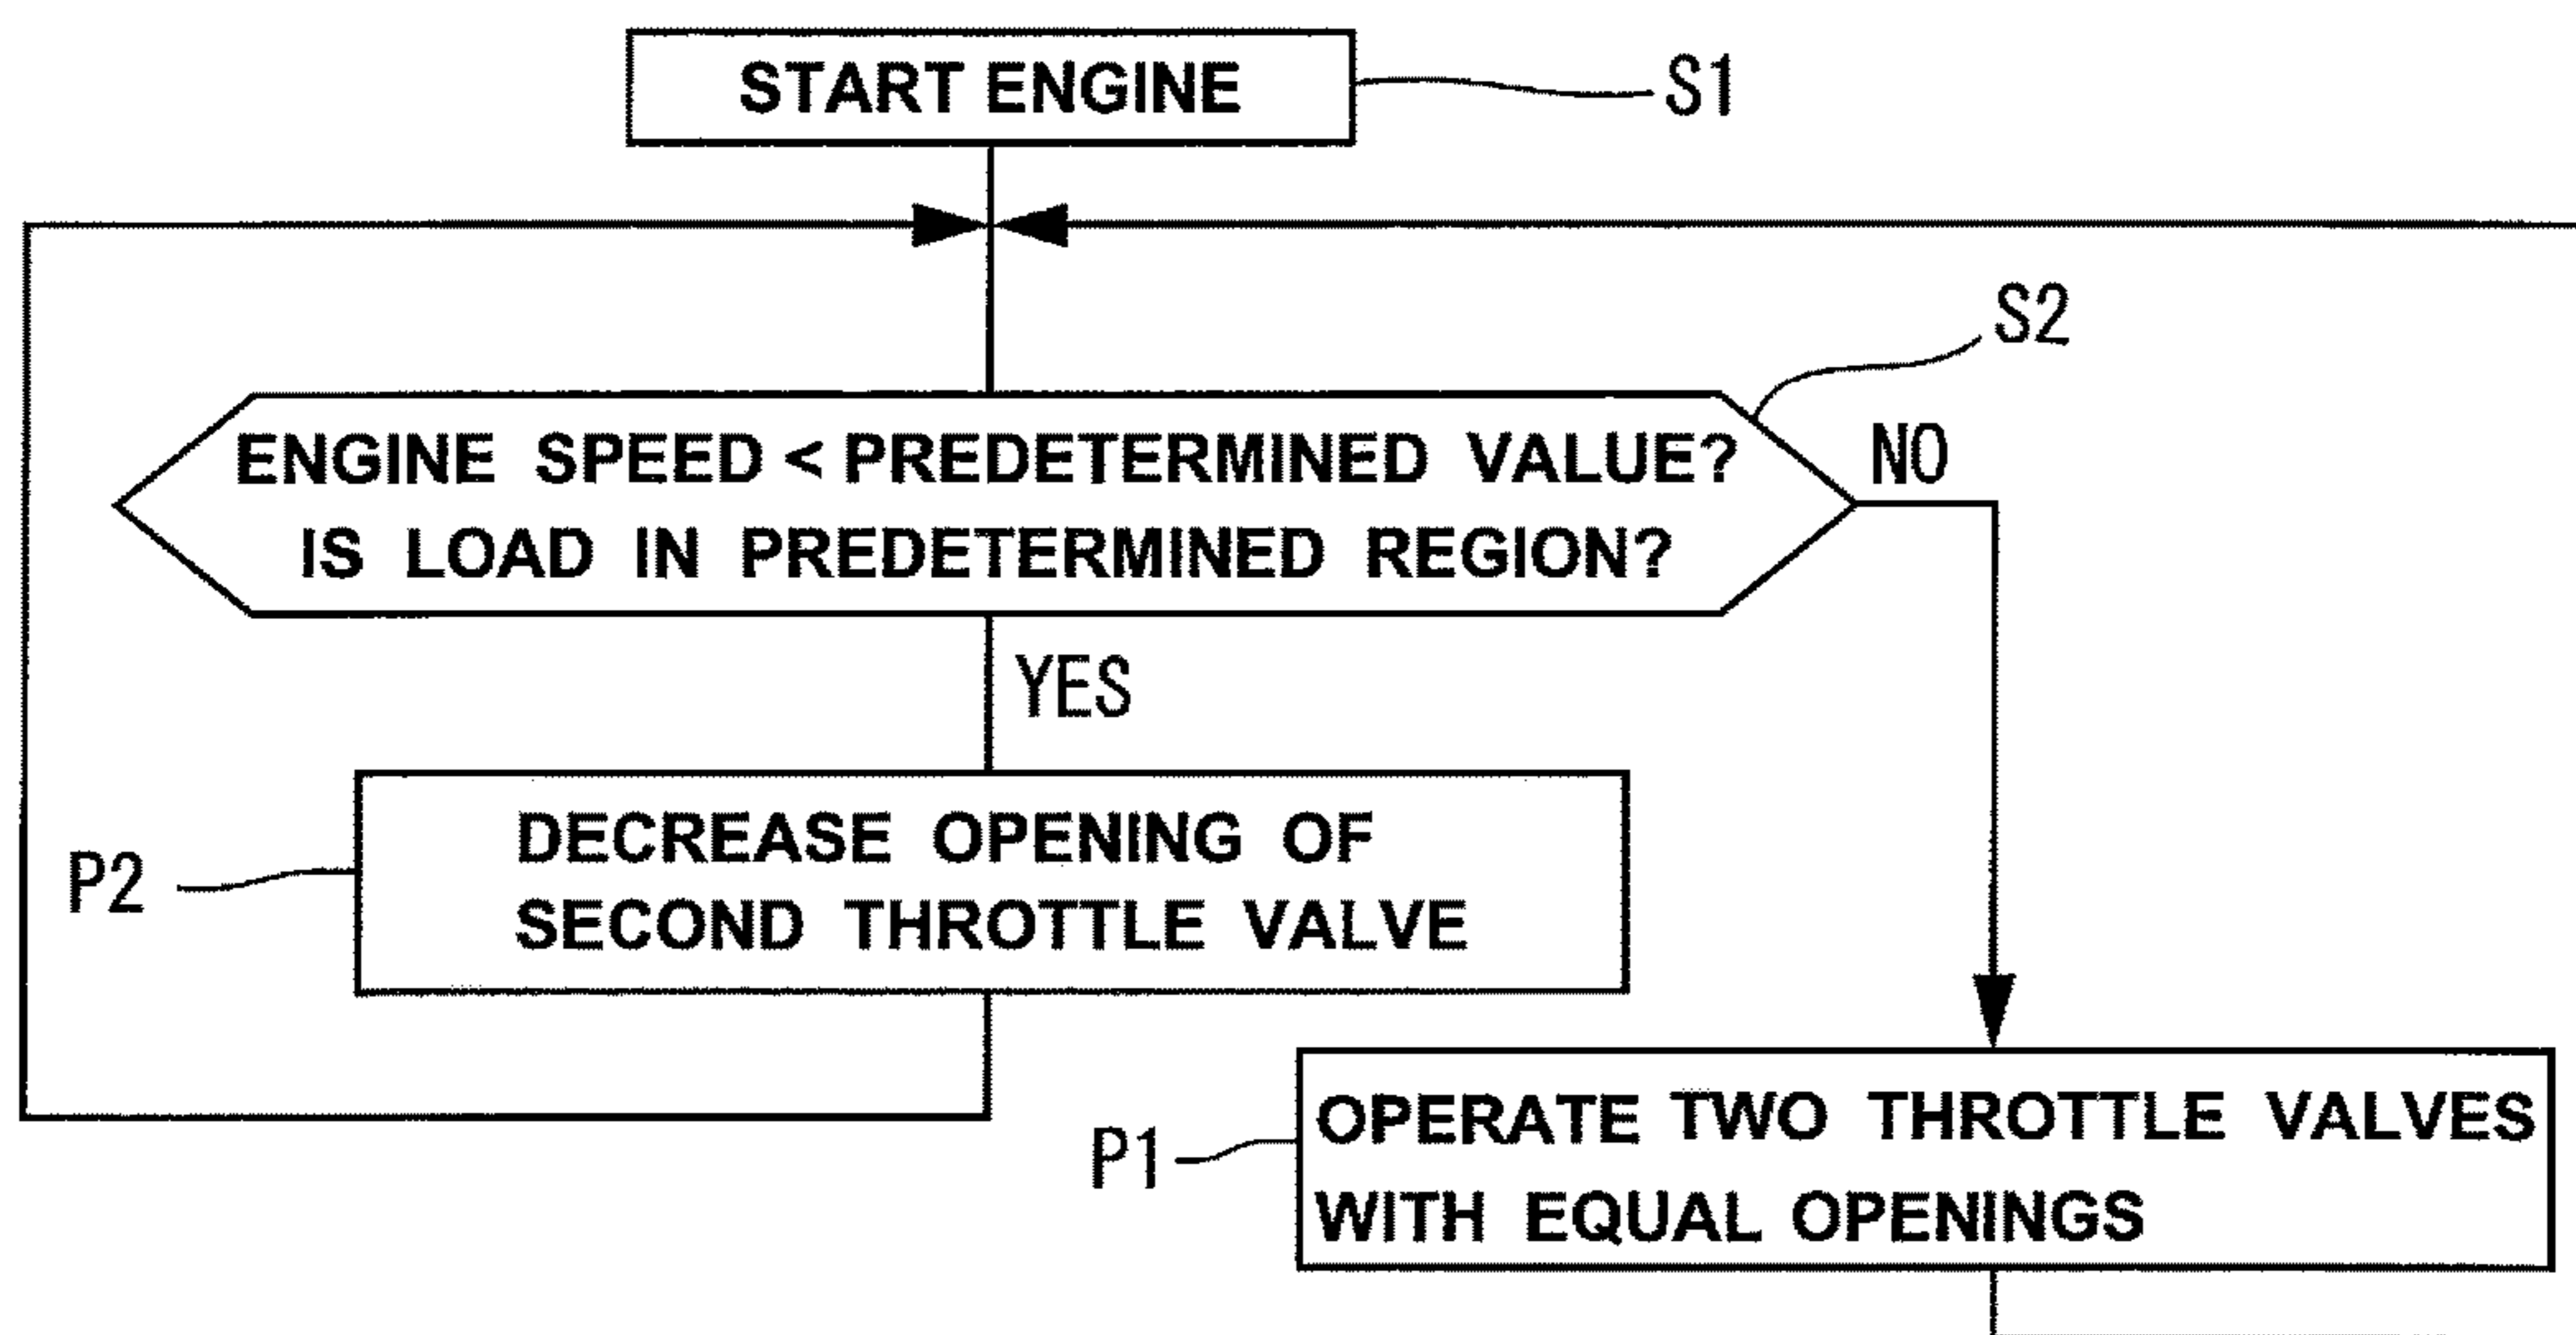 START ENGINE
S1
S2
ENGINE SPEED < PREDETERMINED VALUE?
IS LOAD IN PREDETERMINED REGION?
NO
YES
P2
DECREASE OPENING OF
SECOND THROTTLE VALVE
P1
OPERATE TWO THROTTLE VALVES
WITH EQUAL OPENINGS